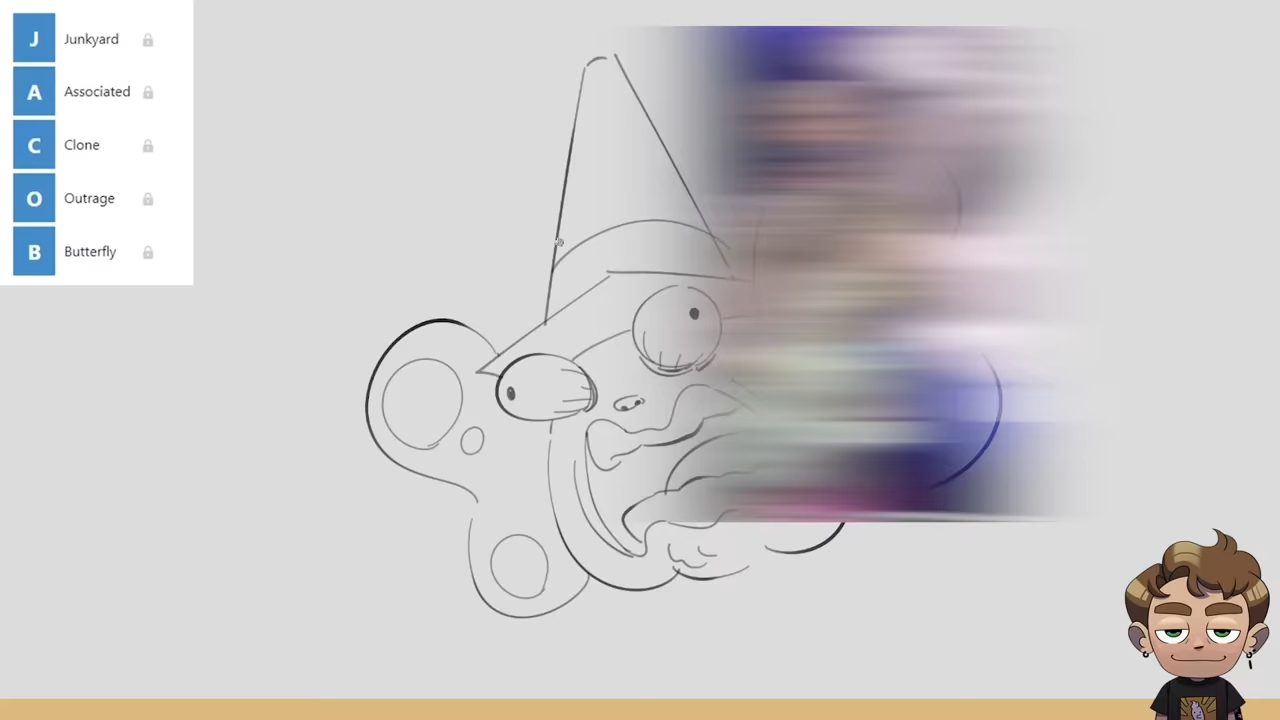 J Junkyard
A Associated
C Clone
O Outrage
B Butterfly